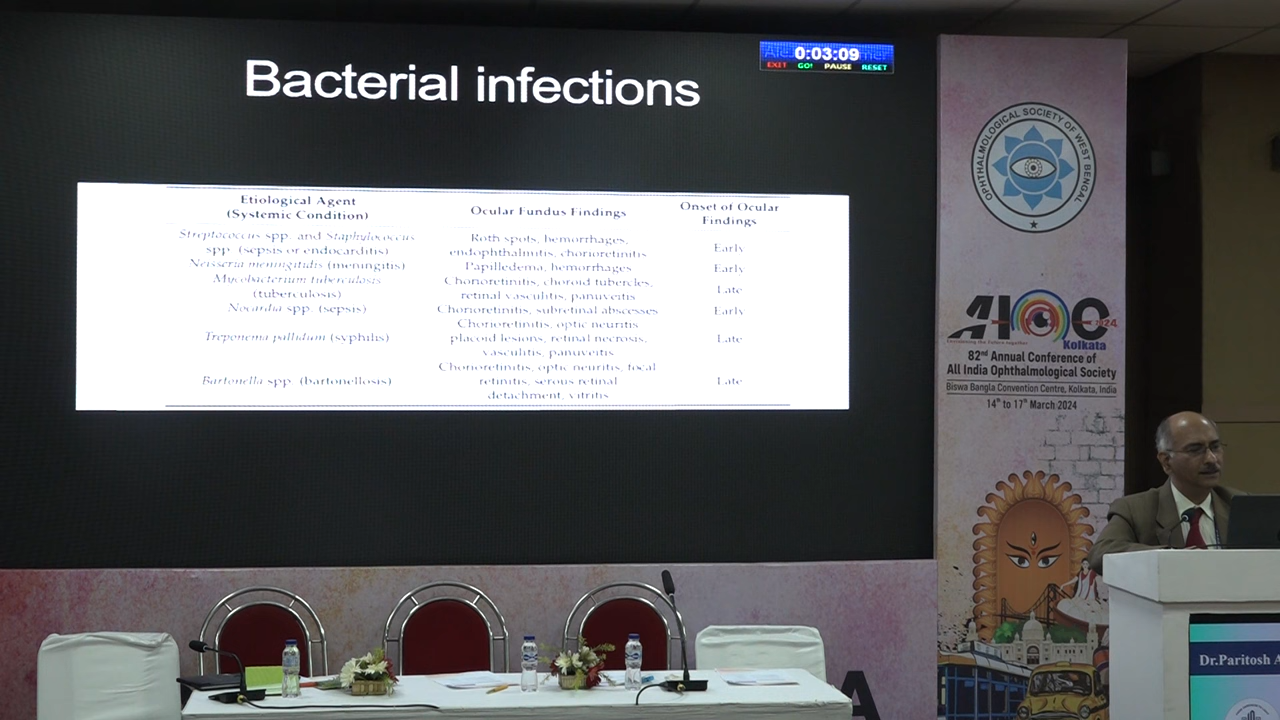 Bacterial infections
0:03:09
EXIT GO! PAUSE RESET
Etiological Agent
(Systemic Condition)
Ocular Fundus Findings
Onset of Ocular
Findings
Streptococcus spp. and Staphylococcus
spp. (sepsis or endocarditis)
Roth spots, hemorrhages,
endophthalmitis, chorioretinitis
Early
Neisseria meningitidis (meningitis)
Papilledema, hemorrhages
Early
Mycobacterium tuberculosis
(tuberculosis)
Chorioretinitis, choroid tubercles,
retinal vasculitis, panuveitis
Late
Nocardia spp. (sepsis)
Chorioretinitis, subretinal abscesses
Early
Treponema pallidum (syphilis)
Chorioretinitis, optic neuritis
placoid lesions, retinal necrosis,
vasculitis, panuveitis
Late
Bartonella spp. (bartonellosis)
Chorioretinitis, optic neuritis, focal
retinitis, serous retinal
detachment, vitritis
Late
OPHTHALMOLOGICAL SOCIETY OF WEST BENGAL
AIOC
2024
Kolkata
82nd Annual Conference of
All India Ophthalmological Society
Biswa Bangla Convention Centre, Kolkata, India
14th to 17th March 2024
Dr.Paritosh A
A